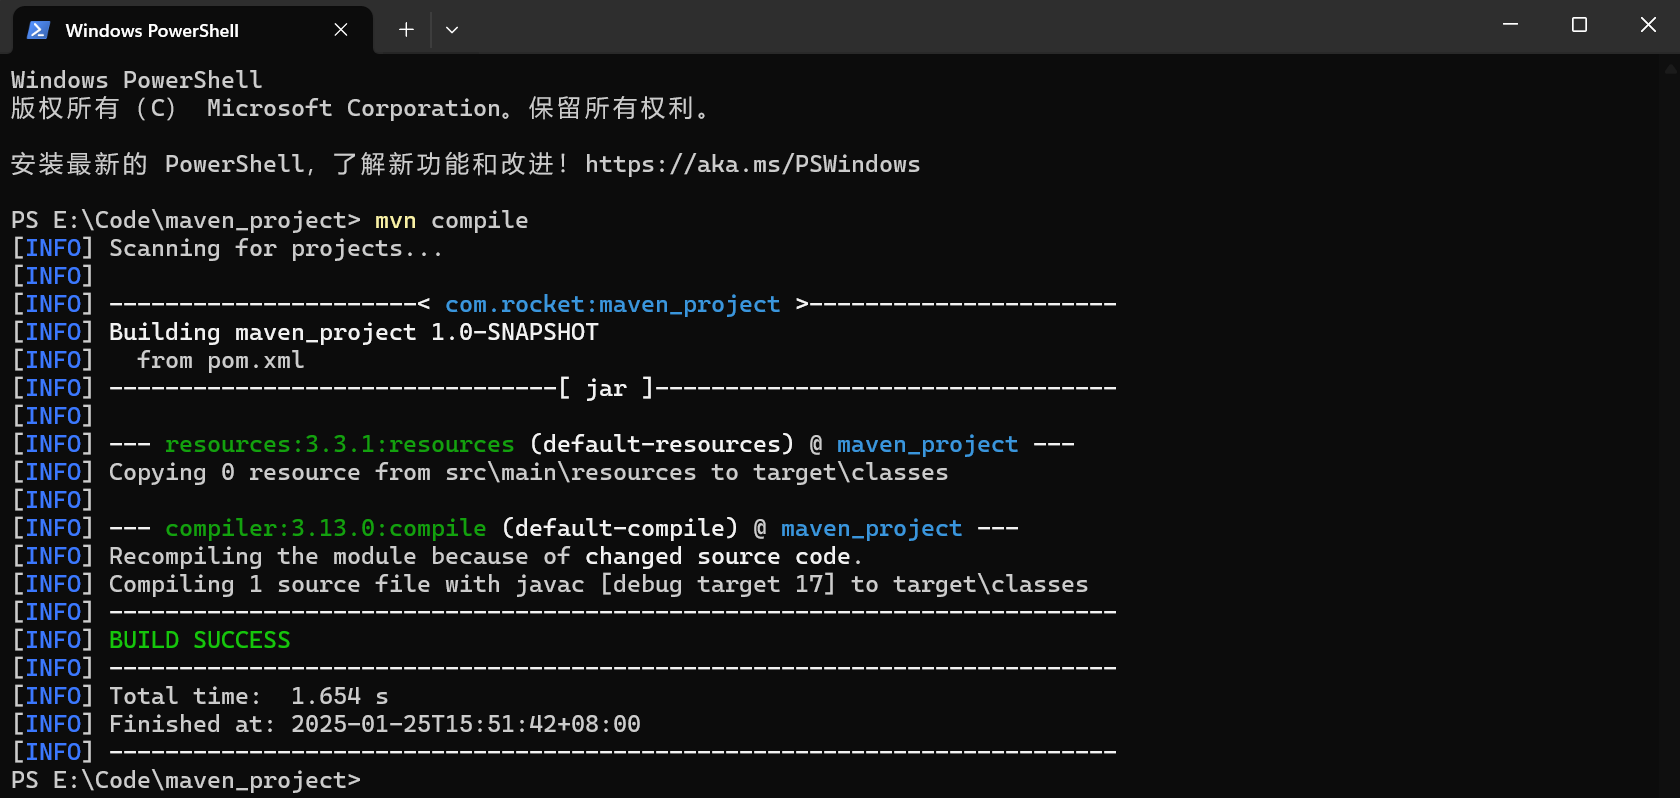 Windows PowerShell
Windows PowerShell
版权所有 (C) Microsoft Corporation。保留所有权利。
安装最新的 PowerShell，了解新功能和改进！https://aka.ms/PSWindows
PS E:\Code\maven_project> mvn compile
[INFO] Scanning for projects...
[INFO]
[INFO] ----------------------< com.rocket:maven_project >----------------------
[INFO] Building maven_project 1.0-SNAPSHOT
[INFO]   from pom.xml
[INFO] --------------------------------[ jar ]---------------------------------
[INFO]
[INFO] --- resources:3.3.1:resources (default-resources) @ maven_project ---
[INFO] Copying 0 resource from src\main\resources to target\classes
[INFO]
[INFO] --- compiler:3.13.0:compile (default-compile) @ maven_project ---
[INFO] Recompiling the module because of changed source code.
[INFO] Compiling 1 source file with javac [debug target 17] to target\classes
[INFO] ------------------------------------------------------------------------
[INFO] BUILD SUCCESS
[INFO] ------------------------------------------------------------------------
[INFO] Total time:  1.654 s
[INFO] Finished at: 2025-01-25T15:51:42+08:00
[INFO] ------------------------------------------------------------------------
PS E:\Code\maven_project>